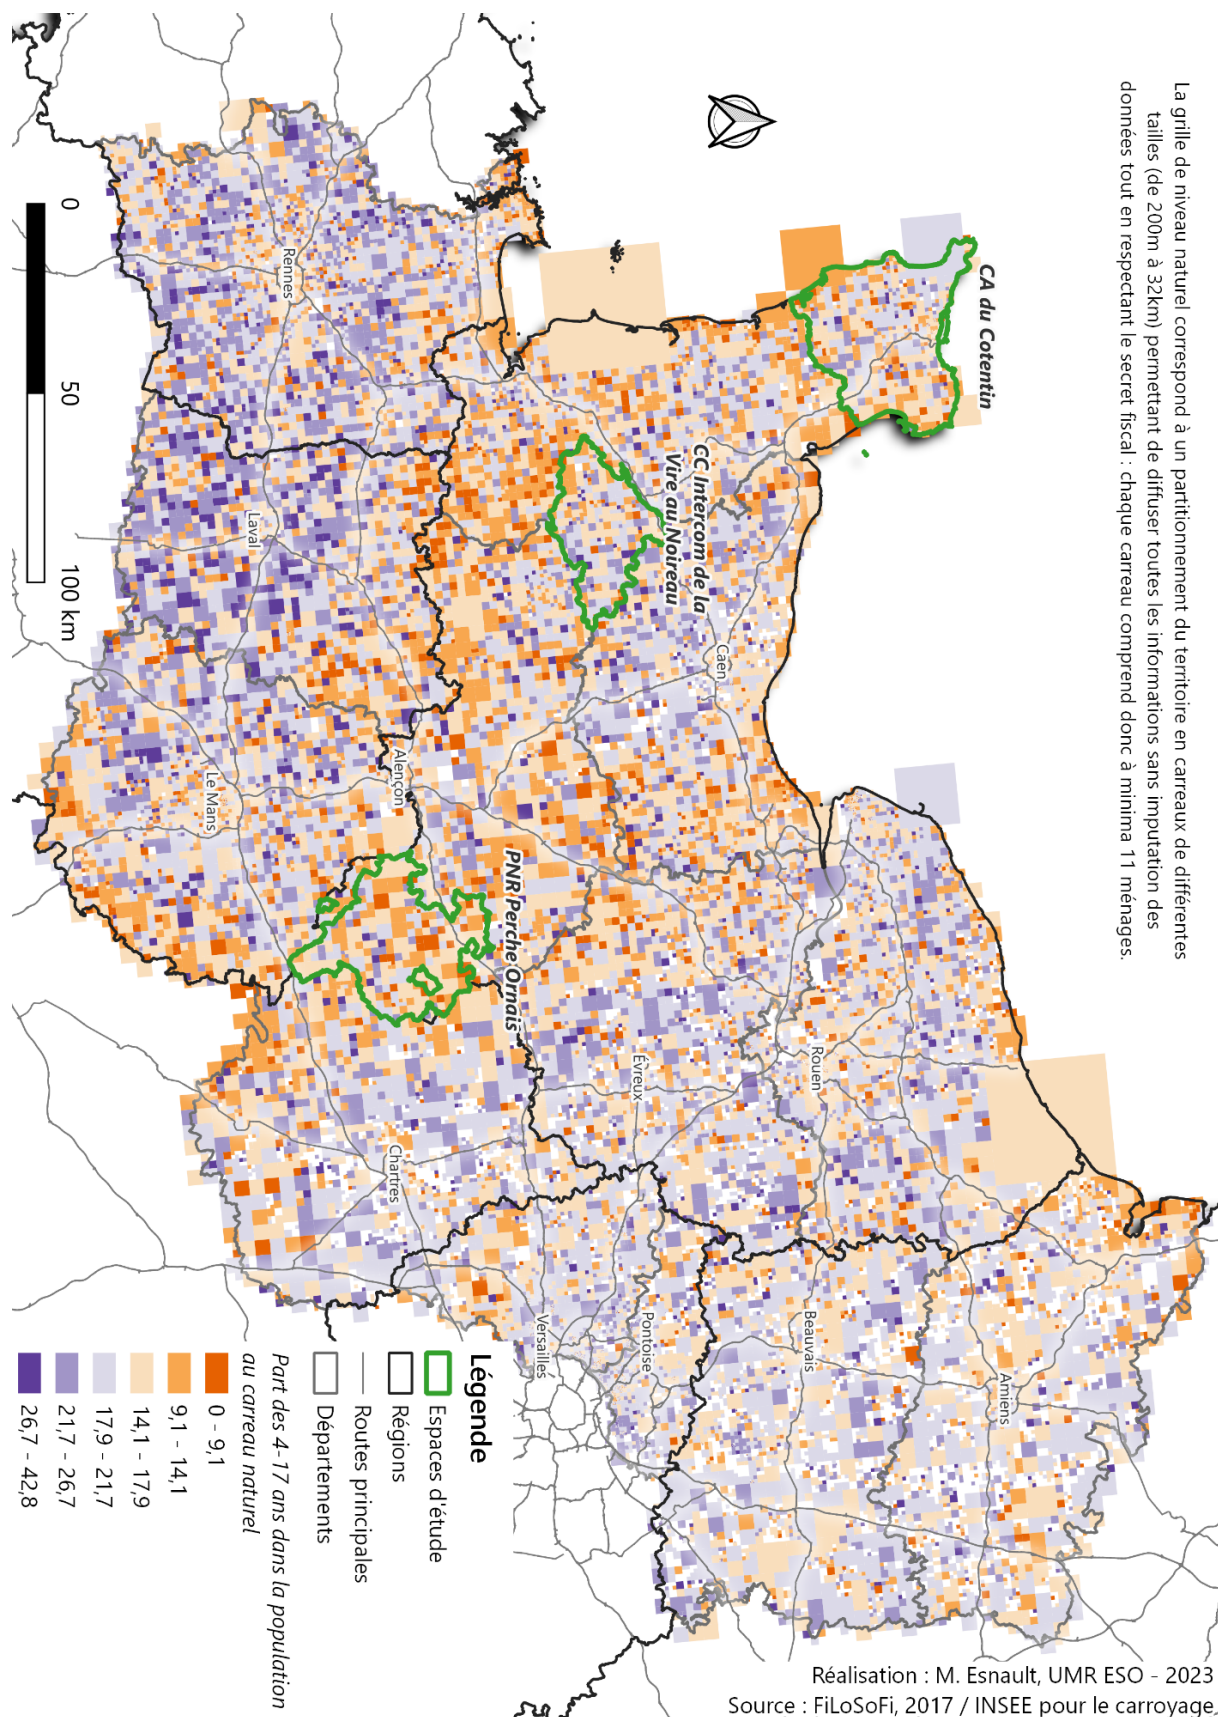 La grille de niveau naturel correspond à un partitionnement du territoire en carreaux de différentes
tailles (de 200m à 32km) permettant de diffuser toutes les informations sans imputation des
données tout en respectant le secret fiscal : chaque carreau comprend donc à minima 11 ménages.
CA du Cotentin
CC Intercom de la
Vire au Noireau
PNR Perche Ornais
Rennes
Laval
Le Mans
Alençon
Caen
Rouen
Évreux
Chartres
Versailles
Pontoise
Beauvais
Amiens
0
50
100 km
Légende
Espaces d'étude
Régions
Routes principales
Départements
Part des 4-17 ans dans la population
au carreau naturel
0 - 9,1
9,1 - 14,1
14,1 - 17,9
17,9 - 21,7
21,7 - 26,7
26,7 - 42,8
Réalisation : M. Esnault, UMR ESO - 2023
Source : FiLoSoFi, 2017 / INSEE pour le carroyage